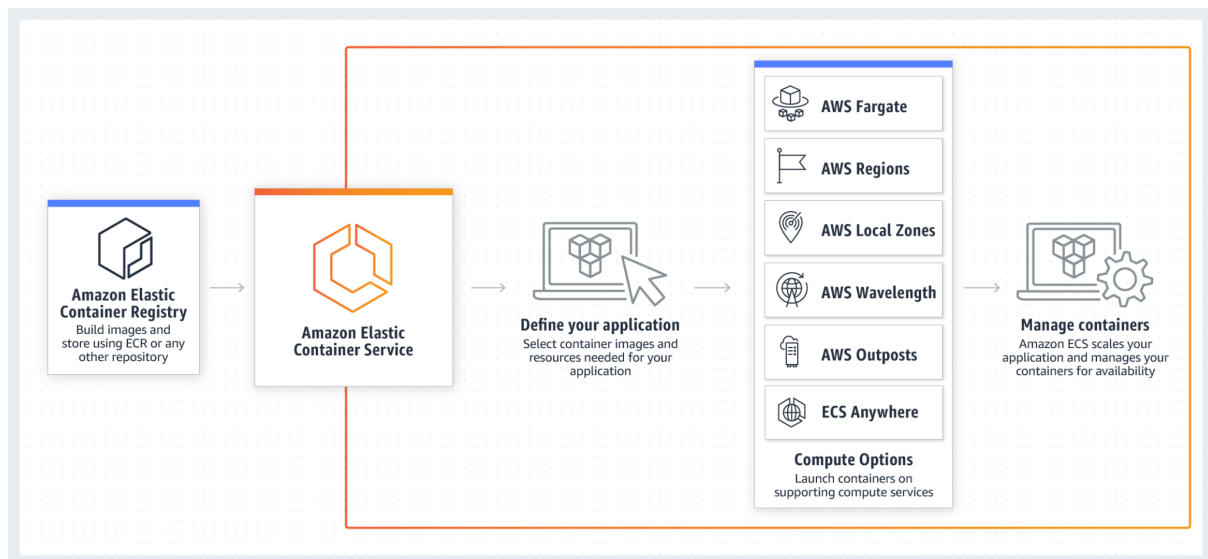 Amazon Elastic
Container Registry
Build images and
store using ECR or any
other repository
Amazon Elastic
Container Service
Define your application
Select container images and
resources needed for your
application
AWS Fargate
AWS Regions
AWS Local Zones
AWS Wavelength
AWS Outposts
ECS Anywhere
Compute Options
Launch containers on
supporting compute services
Manage containers
Amazon ECS scales your
application and manages your
containers for availability